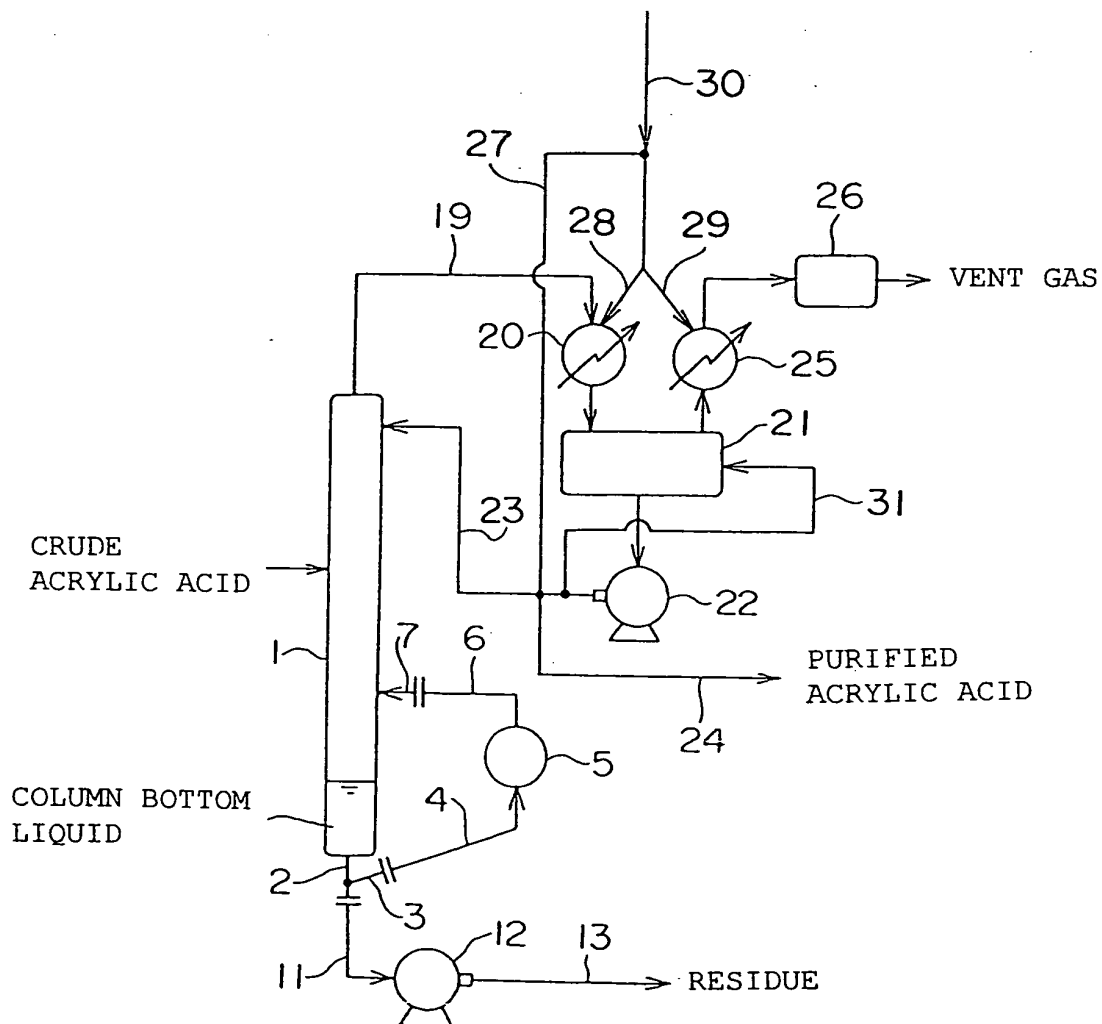 30
27
26
19
28
29
VENT GAS
20
25
21
23
31
CRUDE
ACRYLIC ACID
22
1
7
6
PURIFIED
ACRYLIC ACID
24
5
COLUMN BOTTOM
LIQUID
4
2
3
12
13
11
RESIDUE